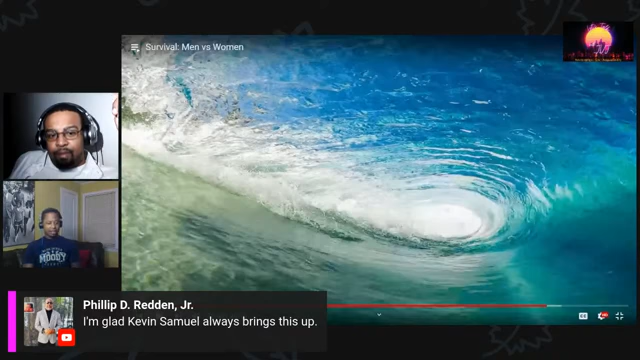 Survival: Men vs Women
MOODY
Phillip D. Redden, Jr.
I'm glad Kevin Samuel always brings this up.